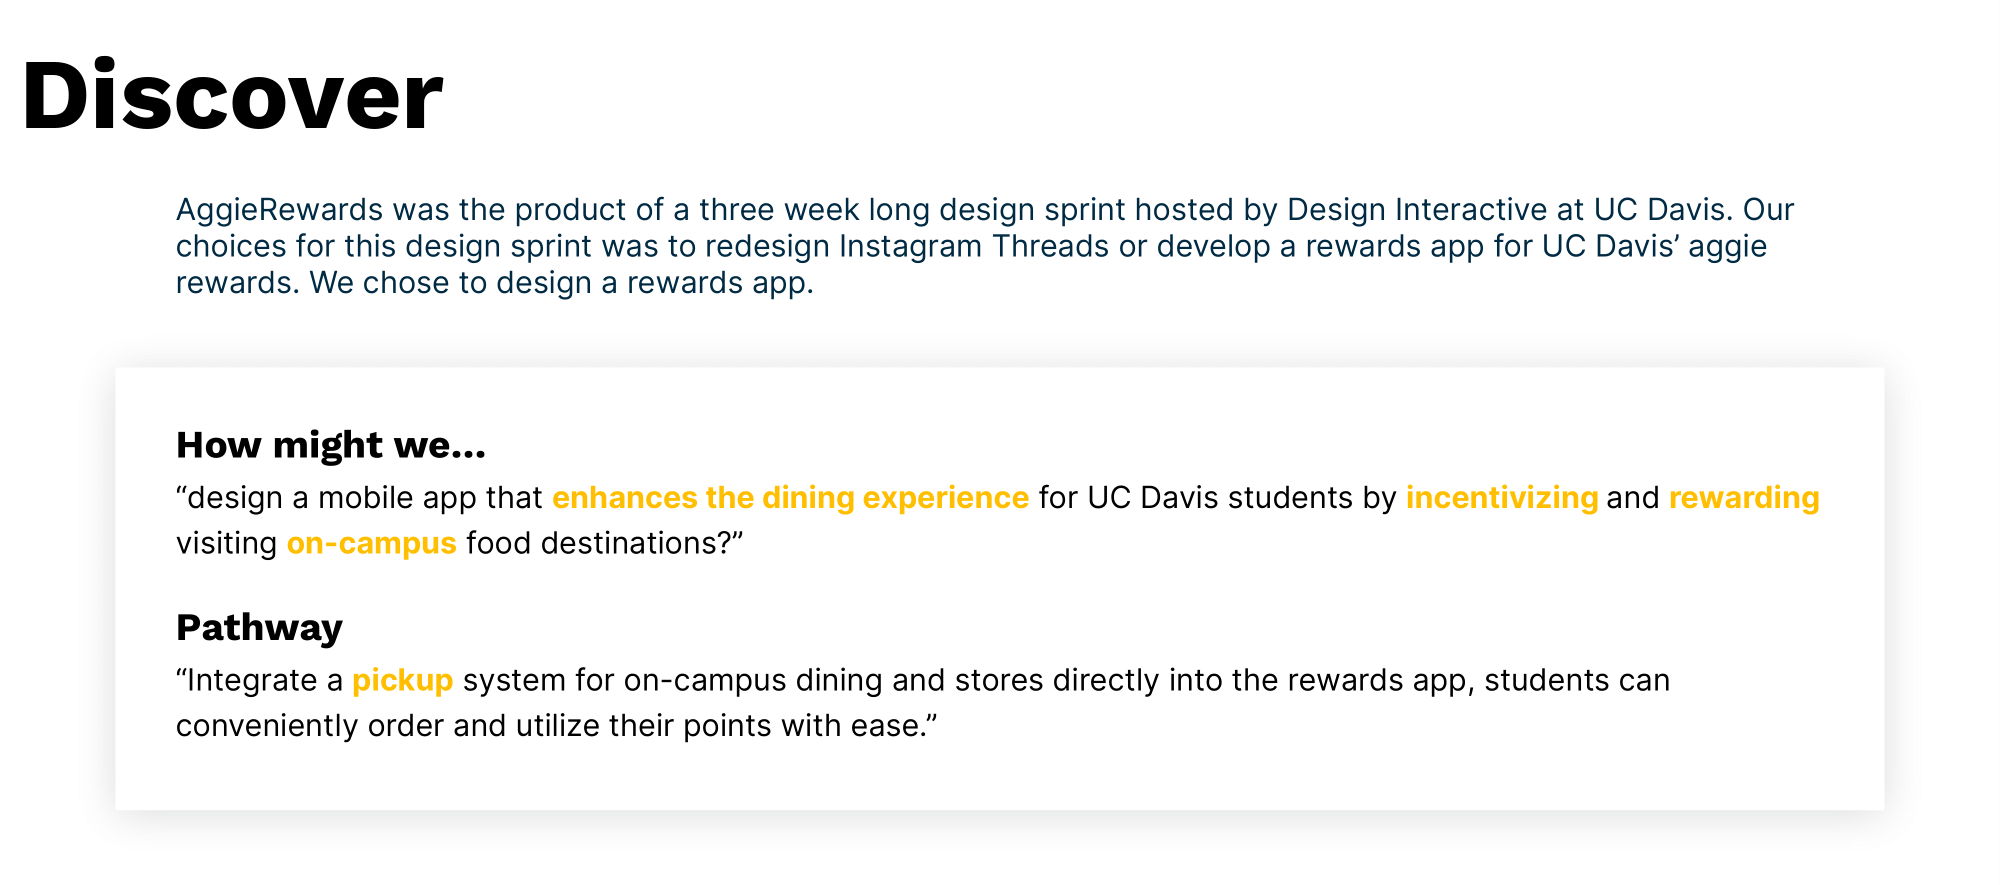 Discover
AggieRewards was the product of a three week long design sprint hosted by Design Interactive at UC Davis. Our
choices for this design sprint was to redesign Instagram Threads or develop a rewards app for UC Davis’ aggie
rewards. We chose to design a rewards app.
How might we...
“design a mobile app that enhances the dining experience for UC Davis students by incentivizing and rewarding
visiting on-campus food destinations?”
Pathway
“Integrate a pickup system for on-campus dining and stores directly into the rewards app, students can
conveniently order and utilize their points with ease.”